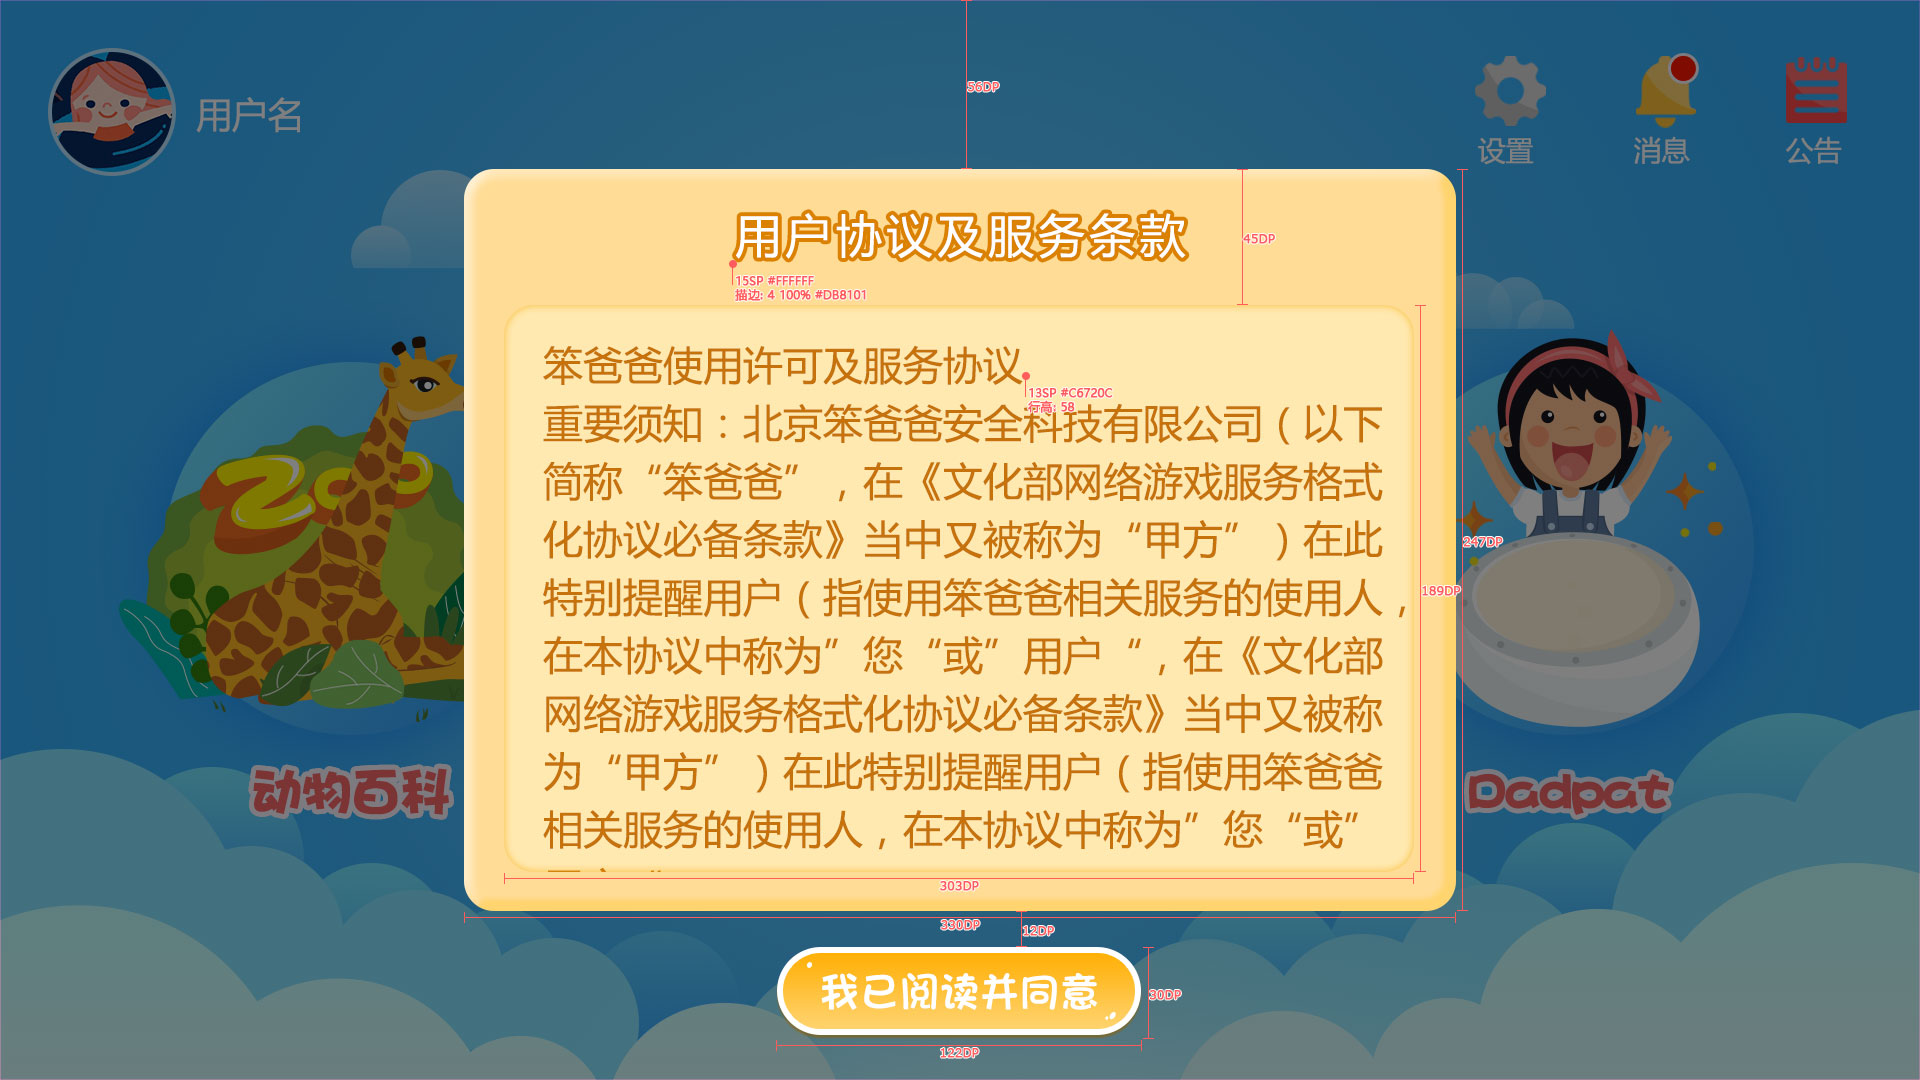 56DP
用户名
设置
消息
公告
用户协议及服务条款
45DP
15SP #FFFFFF
描边: 4 100% #DB8101
笨爸爸使用许可及服务协议
13SP #C6720C
行高: 58
重要须知：北京笨爸爸安全科技有限公司（以下
简称“笨爸爸”，在《文化部网络游戏服务格式
化协议必备条款》当中又被称为“甲方”）在此
特别提醒用户（指使用笨爸爸相关服务的使用人，
在本协议中称为”您“或”用户“，在《文化部
网络游戏服务格式化协议必备条款》当中又被称
为“甲方”）在此特别提醒用户（指使用笨爸爸
相关服务的使用人，在本协议中称为”您“或”
247DP
189DP
Zoo
动物百科
Dadpat
303DP
330DP
12DP
我已阅读并同意
30DP
122DP